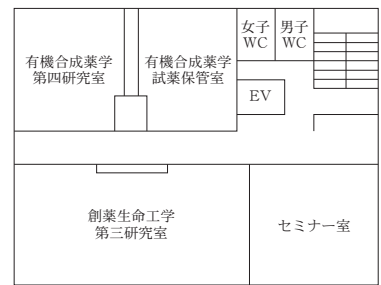 有機合成薬学
第四研究室
有機合成薬学
試薬保管室
女子
WC
男子
WC
EV
創薬生命工学
第三研究室
セミナー室